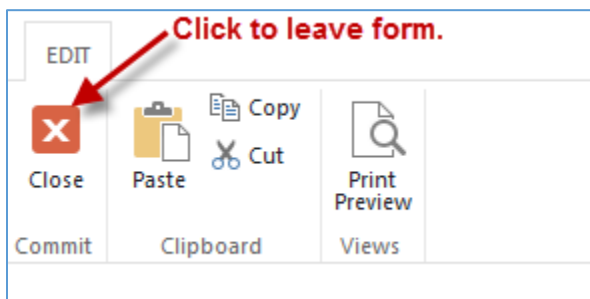 Click to leave form.
EDIT
Copy
Cut
Close
Paste
Print
Preview
Commit
Clipboard
Views